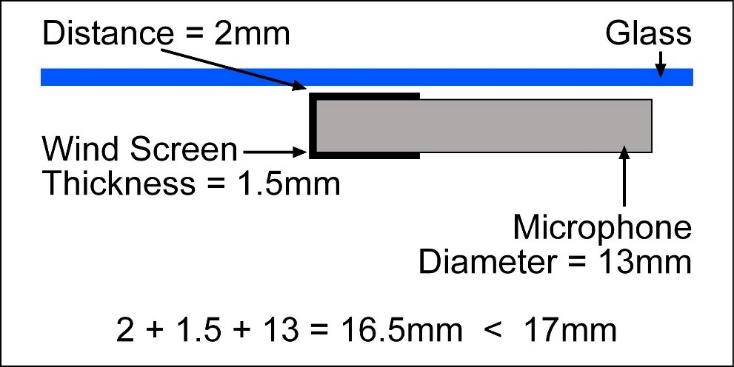 Distance = 2mm
Glass
Wind Screen
Thickness = 1.5mm
Microphone
Diameter = 13mm
2 + 1.5 + 13 = 16.5mm < 17mm